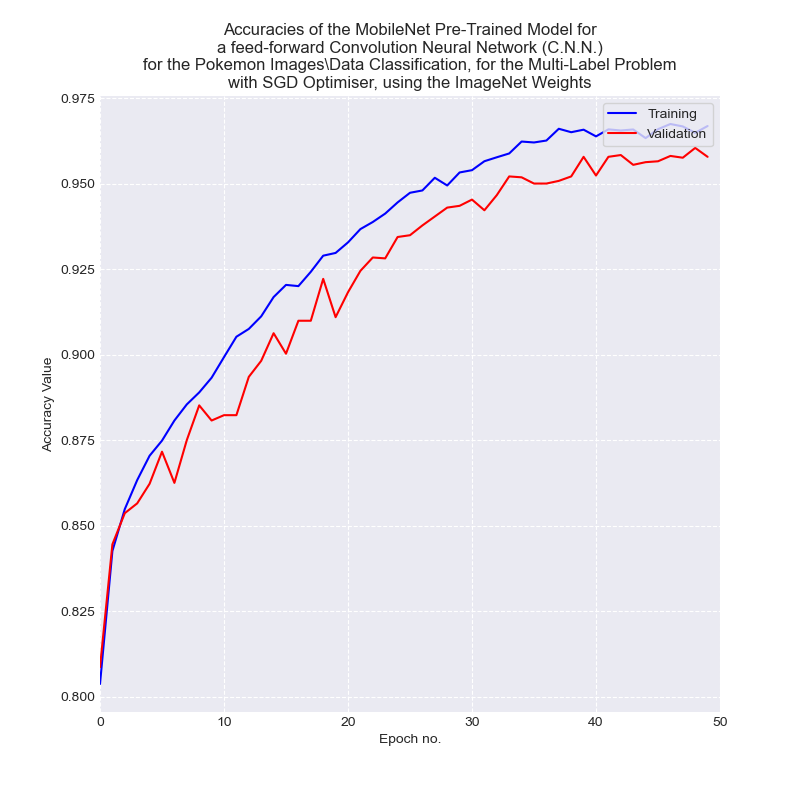 Accuracies of the MobileNet Pre-Trained Model for
a feed-forward Convolution Neural Network (C.N.N.)
for the Pokemon Images\Data Classification, for the Multi-Label Problem
with SGD Optimiser, using the ImageNet Weights
Training
Validation
Accuracy Value
0.975
0.950
0.925
0.900
0.875
0.850
0.825
0.800
0 10 20 30 40 50
Epoch no.